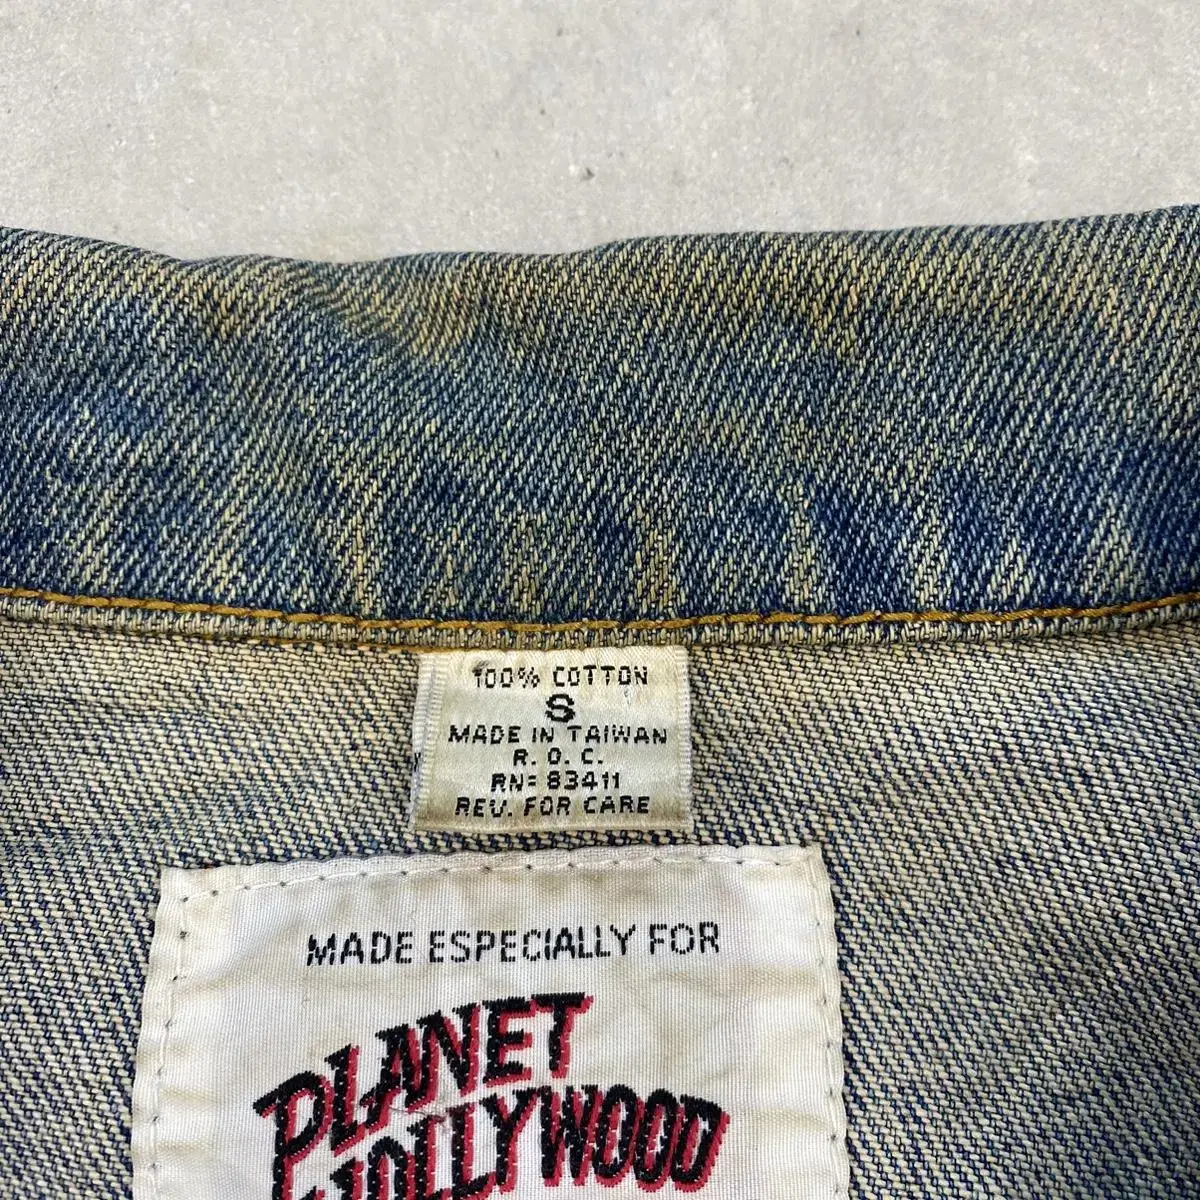 100% COTTON
S
MADE IN TAIWAN
R. O. C.
RN= 83411
REV. FOR CARE
MADE ESPECIALLY FOR
PLANET
HOLLYWOOD